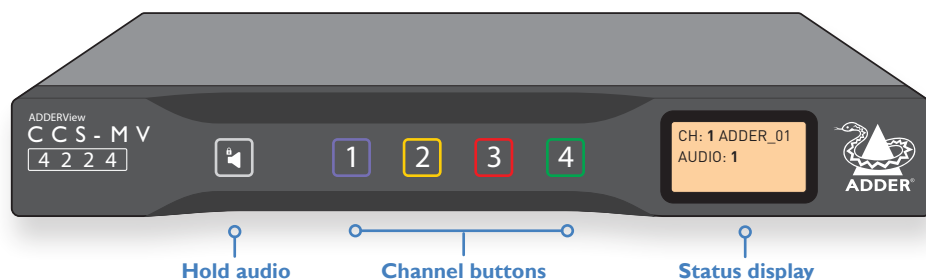 ADDERView
CCS-MV
4224
1 2 3 4
CH: 1 ADDER_01
AUDIO: 1
ADDER®
Hold audio
Channel buttons
Status display